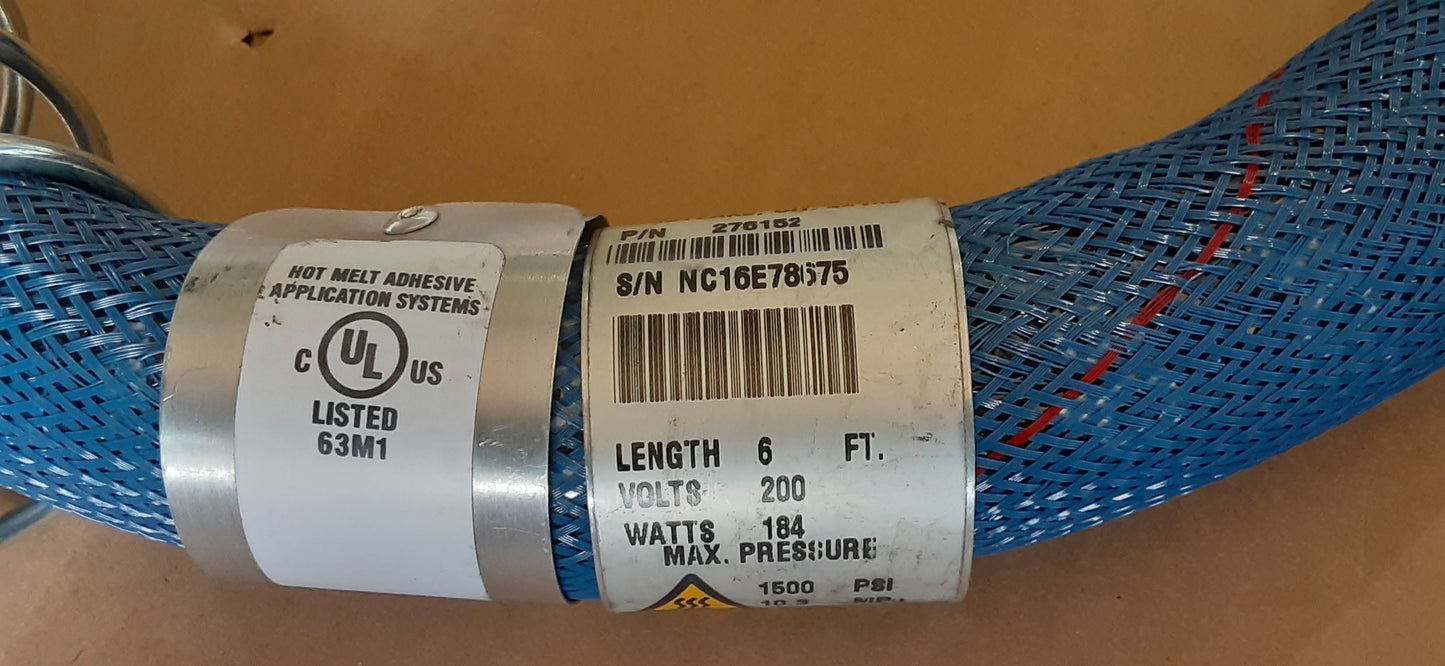 HOT MELT ADHESIVE
APPLICATION SYSTEMS
C UL US
LISTED
63M1
P/N 276152
S/N NC16E78675
LENGTH 6 FT.
VOLTS 200
WATTS 184
MAX. PRESSURE
1500 PSI